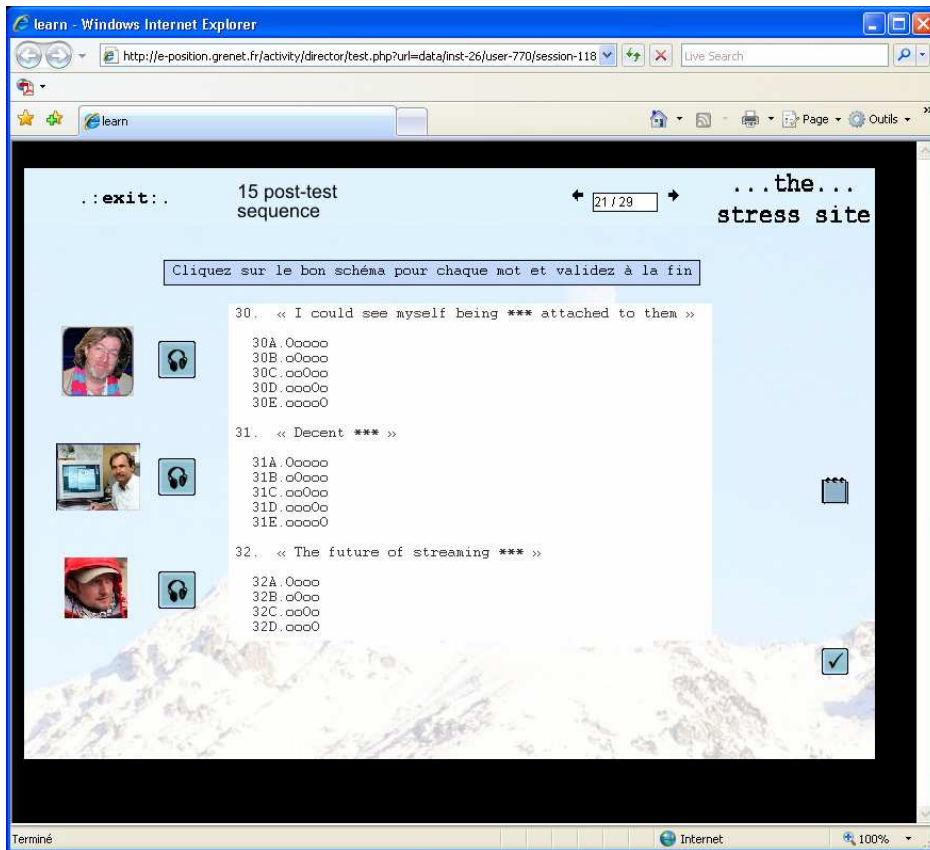 learn - Windows Internet Explorer
http://e-position.grenet.fr/activity/director/test.php?url=data/inst-26/user-770/session-118
Live Search
learn
Page
Outils
»
.:exit:.
15 post-test
sequence
21 / 29
...the...
stress site
Cliquez sur le bon schéma pour chaque mot et validez à la fin
30. « I could see myself being *** attached to them »
30A.Ooooo
30B.oOooo
30C.ooOoo
30D.oooOo
30E.ooooO
31. « Decent *** »
31A.Ooooo
31B.oOooo
31C.ooOoo
31D.oooOo
31E.ooooO
32. « The future of streaming *** »
32A.Oooo
32B.oOoo
32C.ooOo
32D.oooO
Terminé
Internet
100%